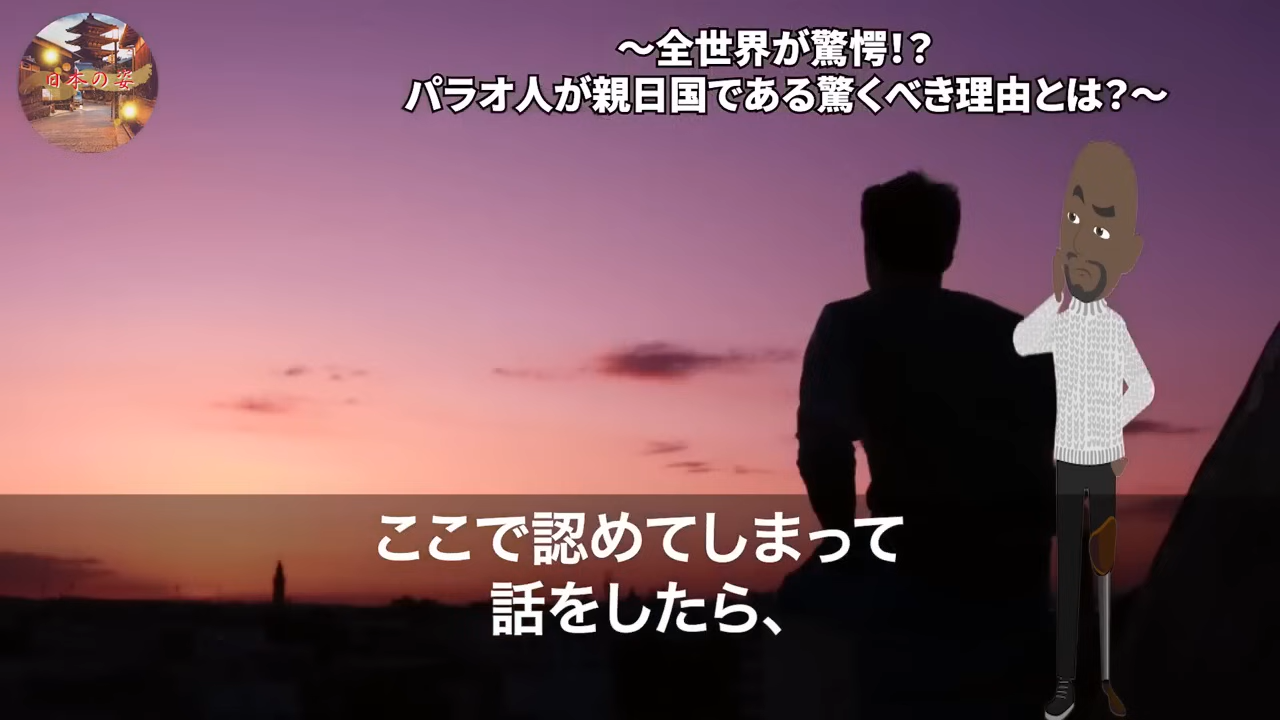 日本の姿
～全世界が驚愕！？
パラオ人が親日国である驚くべき理由とは？～
ここで認めてしまって
話をしたら、